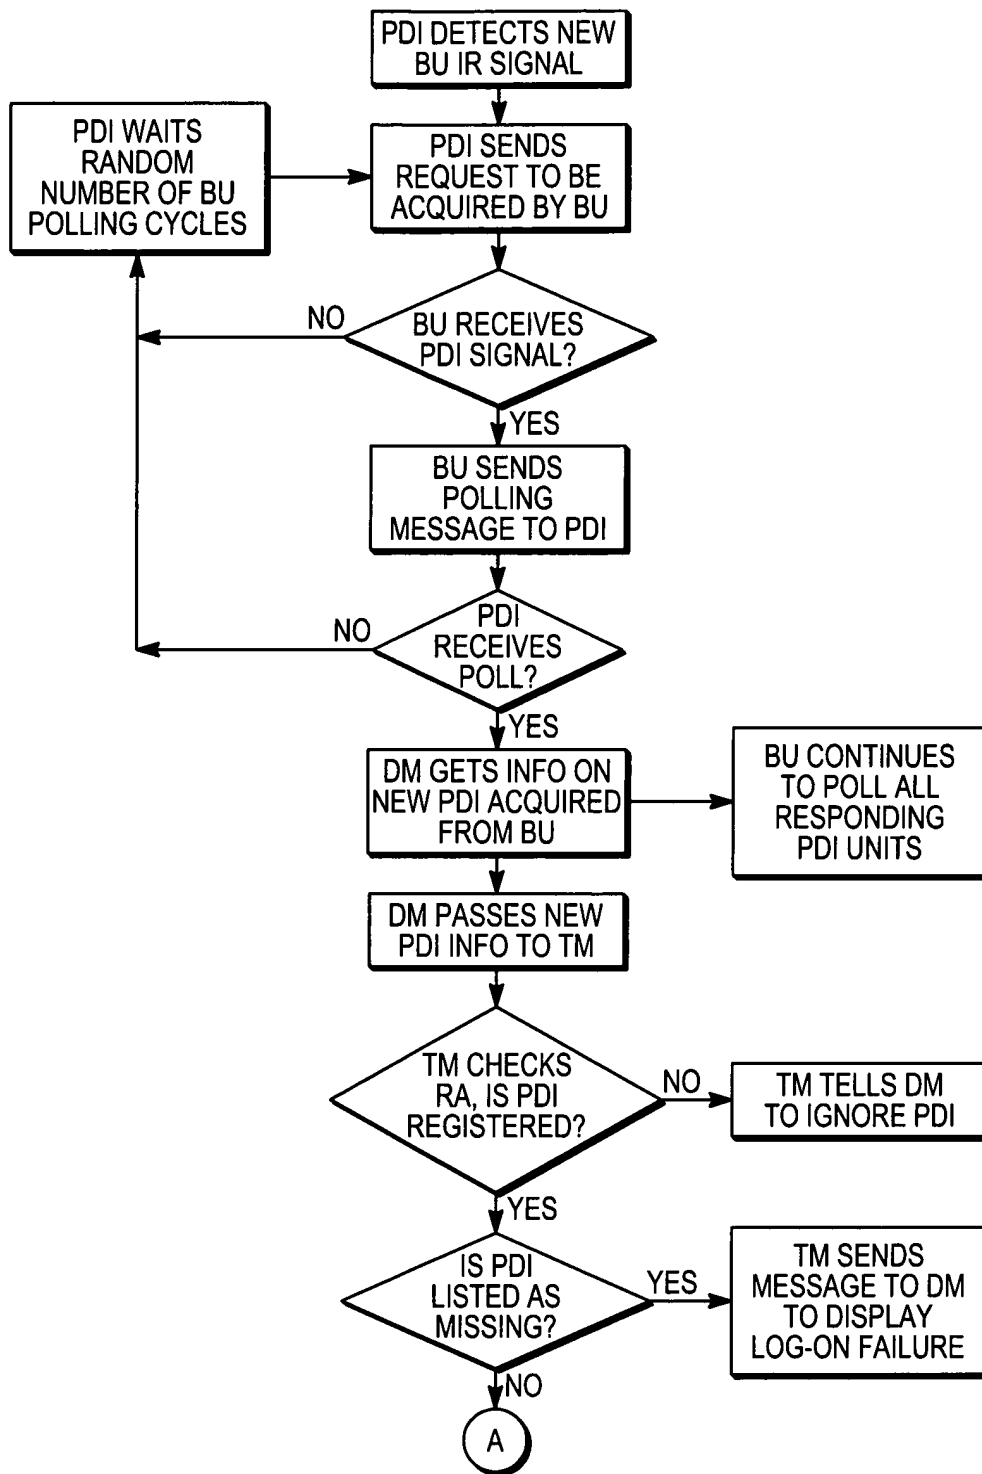 PDI DETECTS NEW
BU IR SIGNAL
PDI WAITS
RANDOM
NUMBER OF BU
POLLING CYCLES
PDI SENDS
REQUEST TO BE
ACQUIRED BY BU
NO
BU RECEIVES
PDI SIGNAL?
YES
BU SENDS
POLLING
MESSAGE TO PDI
NO
PDI
RECEIVES
POLL?
YES
DM GETS INFO ON
NEW PDI ACQUIRED
FROM BU
BU CONTINUES
TO POLL ALL
RESPONDING
PDI UNITS
DM PASSES NEW
PDI INFO TO TM
TM CHECKS
RA, IS PDI
REGISTERED?
NO
TM TELLS DM
TO IGNORE PDI
YES
IS PDI
LISTED AS
MISSING?
YES
TM SENDS
MESSAGE TO DM
TO DISPLAY
LOG-ON FAILURE
NO
A